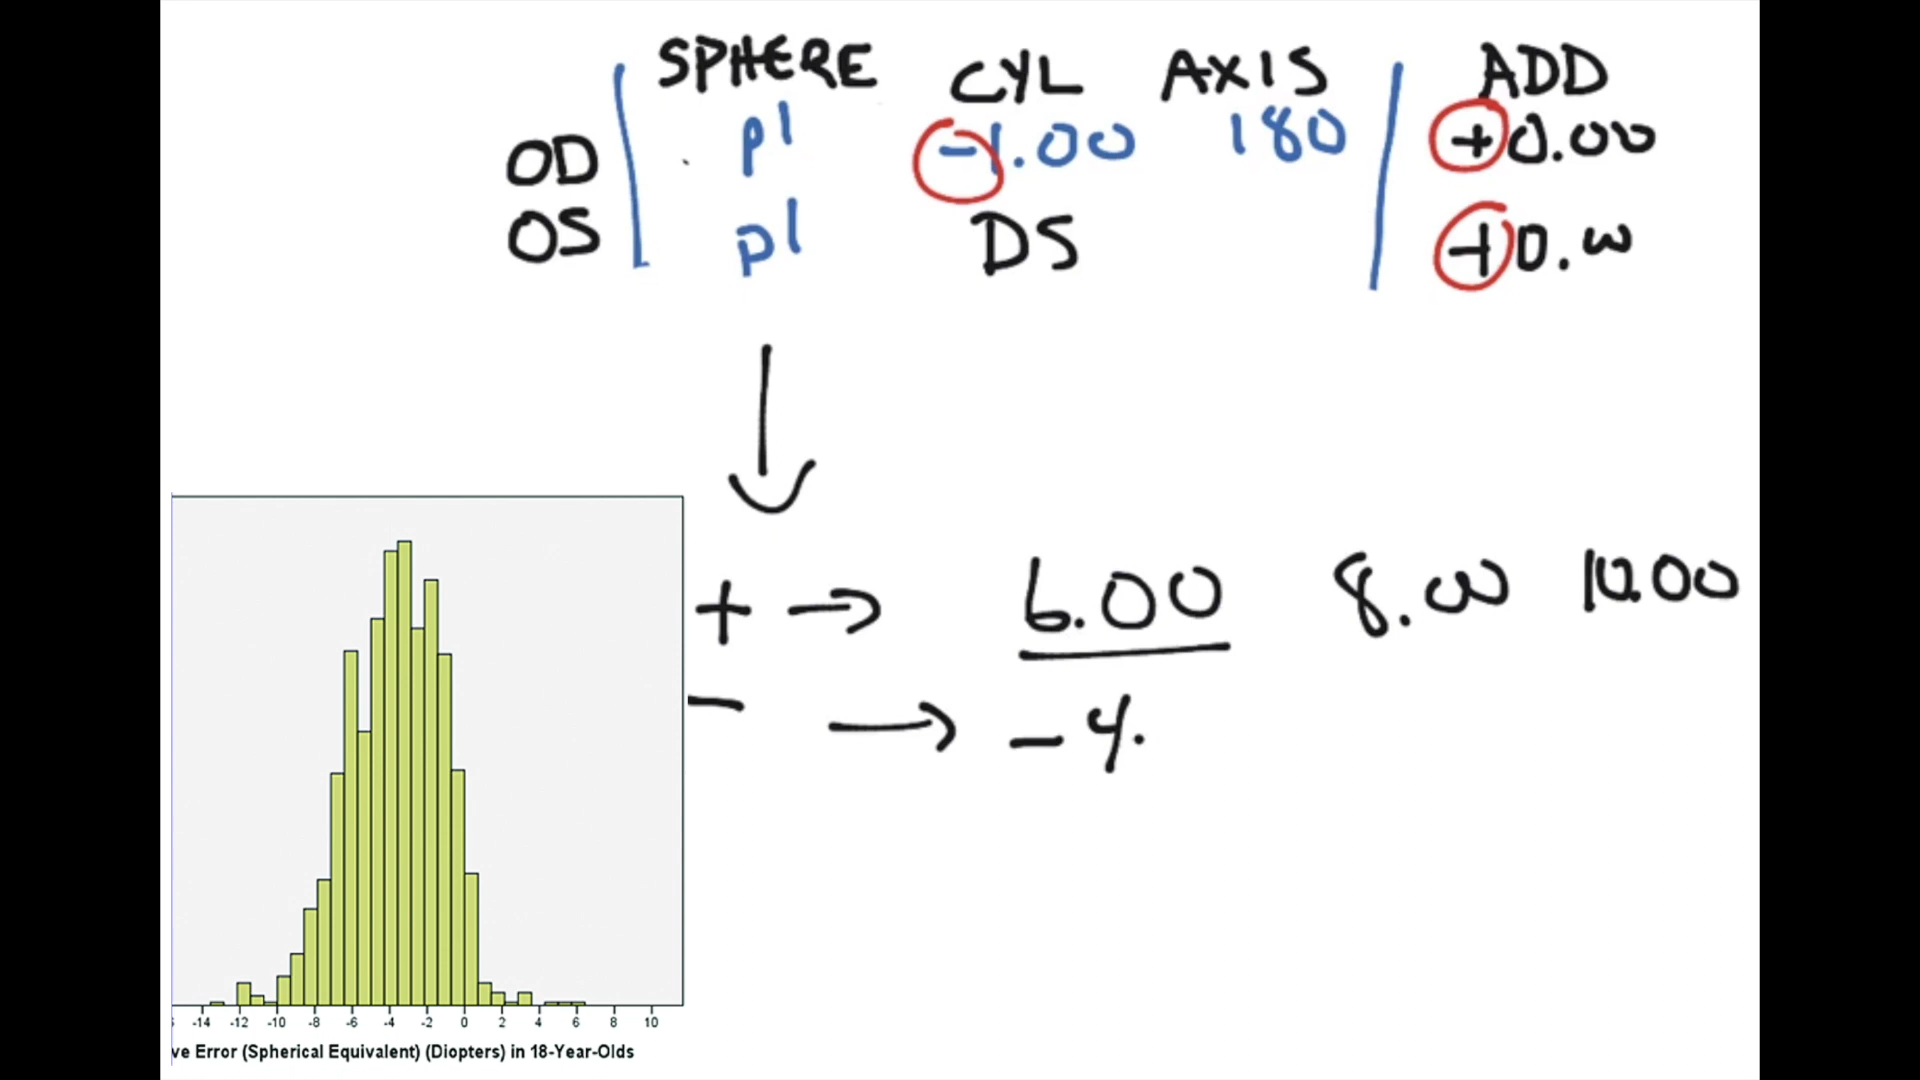 SPHERE CYL AXIS ADD
OD pl -1.00 180 +0.00
OS pl DS +0.00
+ → 6.00 8.00 10.00
- → -4.
-14 -12 -10 -8 -6 -4 -2 0 2 4 6 8 10
ve Error (Spherical Equivalent) (Diopters) in 18-Year-Olds